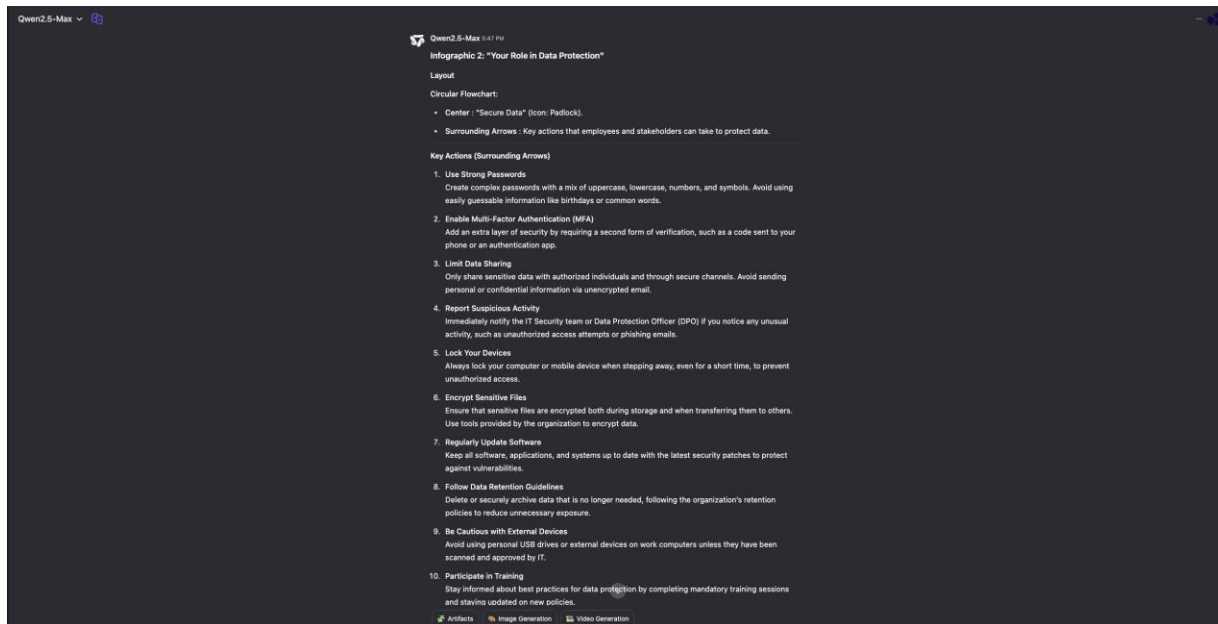 Qwen2.5-Max
Qwen2.5-Max 5:47 PM
Infographic 2: "Your Role in Data Protection"
Layout
Circular Flowchart:
• Center : "Secure Data" (Icon: Padlock).
• Surrounding Arrows : Key actions that employees and stakeholders can take to protect data.
Key Actions (Surrounding Arrows)
1. Use Strong Passwords
Create complex passwords with a mix of uppercase, lowercase, numbers, and symbols. Avoid using
easily guessable information like birthdays or common words.
2. Enable Multi-Factor Authentication (MFA)
Add an extra layer of security by requiring a second form of verification, such as a code sent to your
phone or an authentication app.
3. Limit Data Sharing
Only share sensitive data with authorized individuals and through secure channels. Avoid sending
personal or confidential information via unencrypted email.
4. Report Suspicious Activity
Immediately notify the IT Security team or Data Protection Officer (DPO) if you notice any unusual
activity, such as unauthorized access attempts or phishing emails.
5. Lock Your Devices
Always lock your computer or mobile device when stepping away, even for a short time, to prevent
unauthorized access.
6. Encrypt Sensitive Files
Ensure that sensitive files are encrypted both during storage and when transferring them to others.
Use tools provided by the organization to encrypt data.
7. Regularly Update Software
Keep all software, applications, and systems up to date with the latest security patches to protect
against vulnerabilities.
8. Follow Data Retention Guidelines
Delete or securely archive data that is no longer needed, following the organization's retention
policies to reduce unnecessary exposure.
9. Be Cautious with External Devices
Avoid using personal USB drives or external devices on work computers unless they have been
scanned and approved by IT.
10. Participate in Training
Stay informed about best practices for data protection by completing mandatory training sessions
and staying updated on new policies.
Artifacts Image Generation Video Generation